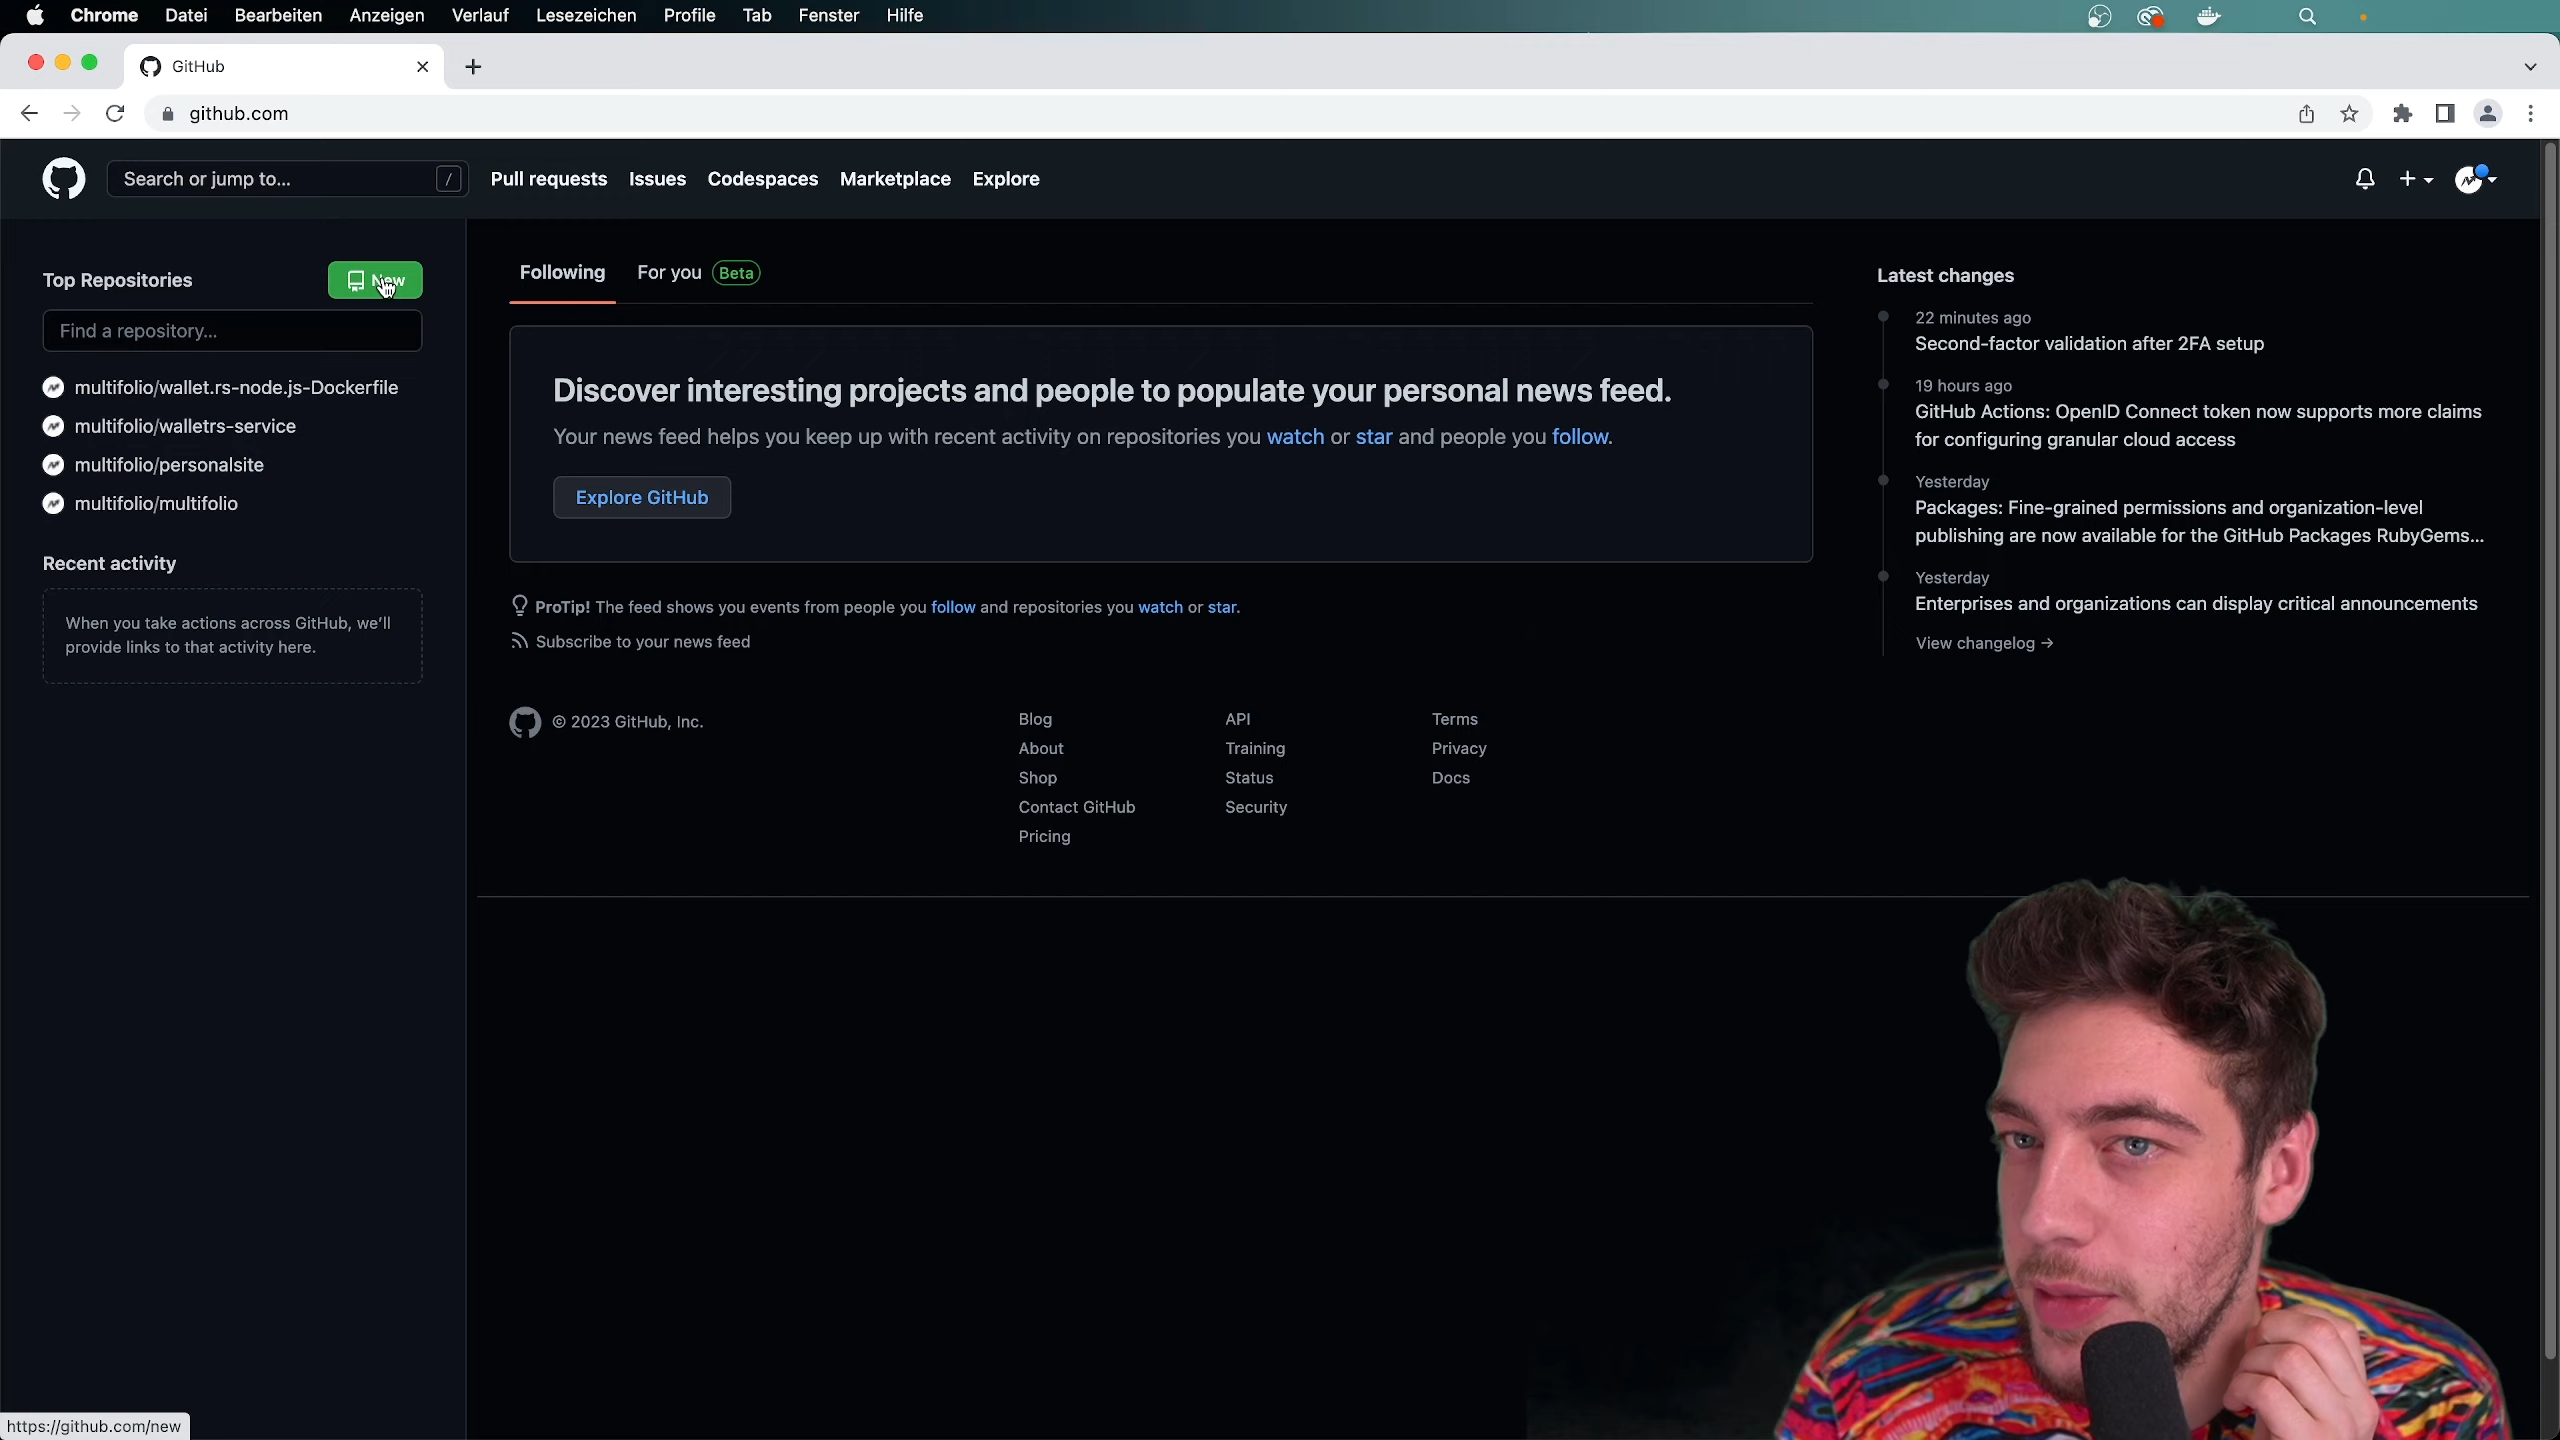 Chrome Datei Bearbeiten Anzeigen Verlauf Lesezeichen Profile Tab Fenster Hilfe
GitHub
github.com
Search or jump to... / Pull requests Issues Codespaces Marketplace Explore
Top Repositories New
Find a repository...
multifolio/wallet.rs-node.js-Dockerfile
multifolio/walletrs-service
multifolio/personalsite
multifolio/multifolio
Recent activity
When you take actions across GitHub, we'll
provide links to that activity here.
Following For you Beta
Discover interesting projects and people to populate your personal news feed.
Your news feed helps you keep up with recent activity on repositories you watch or star and people you follow.
Explore GitHub
ProTip! The feed shows you events from people you follow and repositories you watch or star.
Subscribe to your news feed
© 2023 GitHub, Inc.
Blog
About
Shop
Contact GitHub
Pricing
API
Training
Status
Security
Terms
Privacy
Docs
Latest changes
22 minutes ago
Second-factor validation after 2FA setup
19 hours ago
GitHub Actions: OpenID Connect token now supports more claims
for configuring granular cloud access
Yesterday
Packages: Fine-grained permissions and organization-level
publishing are now available for the GitHub Packages RubyGems...
Yesterday
Enterprises and organizations can display critical announcements
View changelog →
https://github.com/new